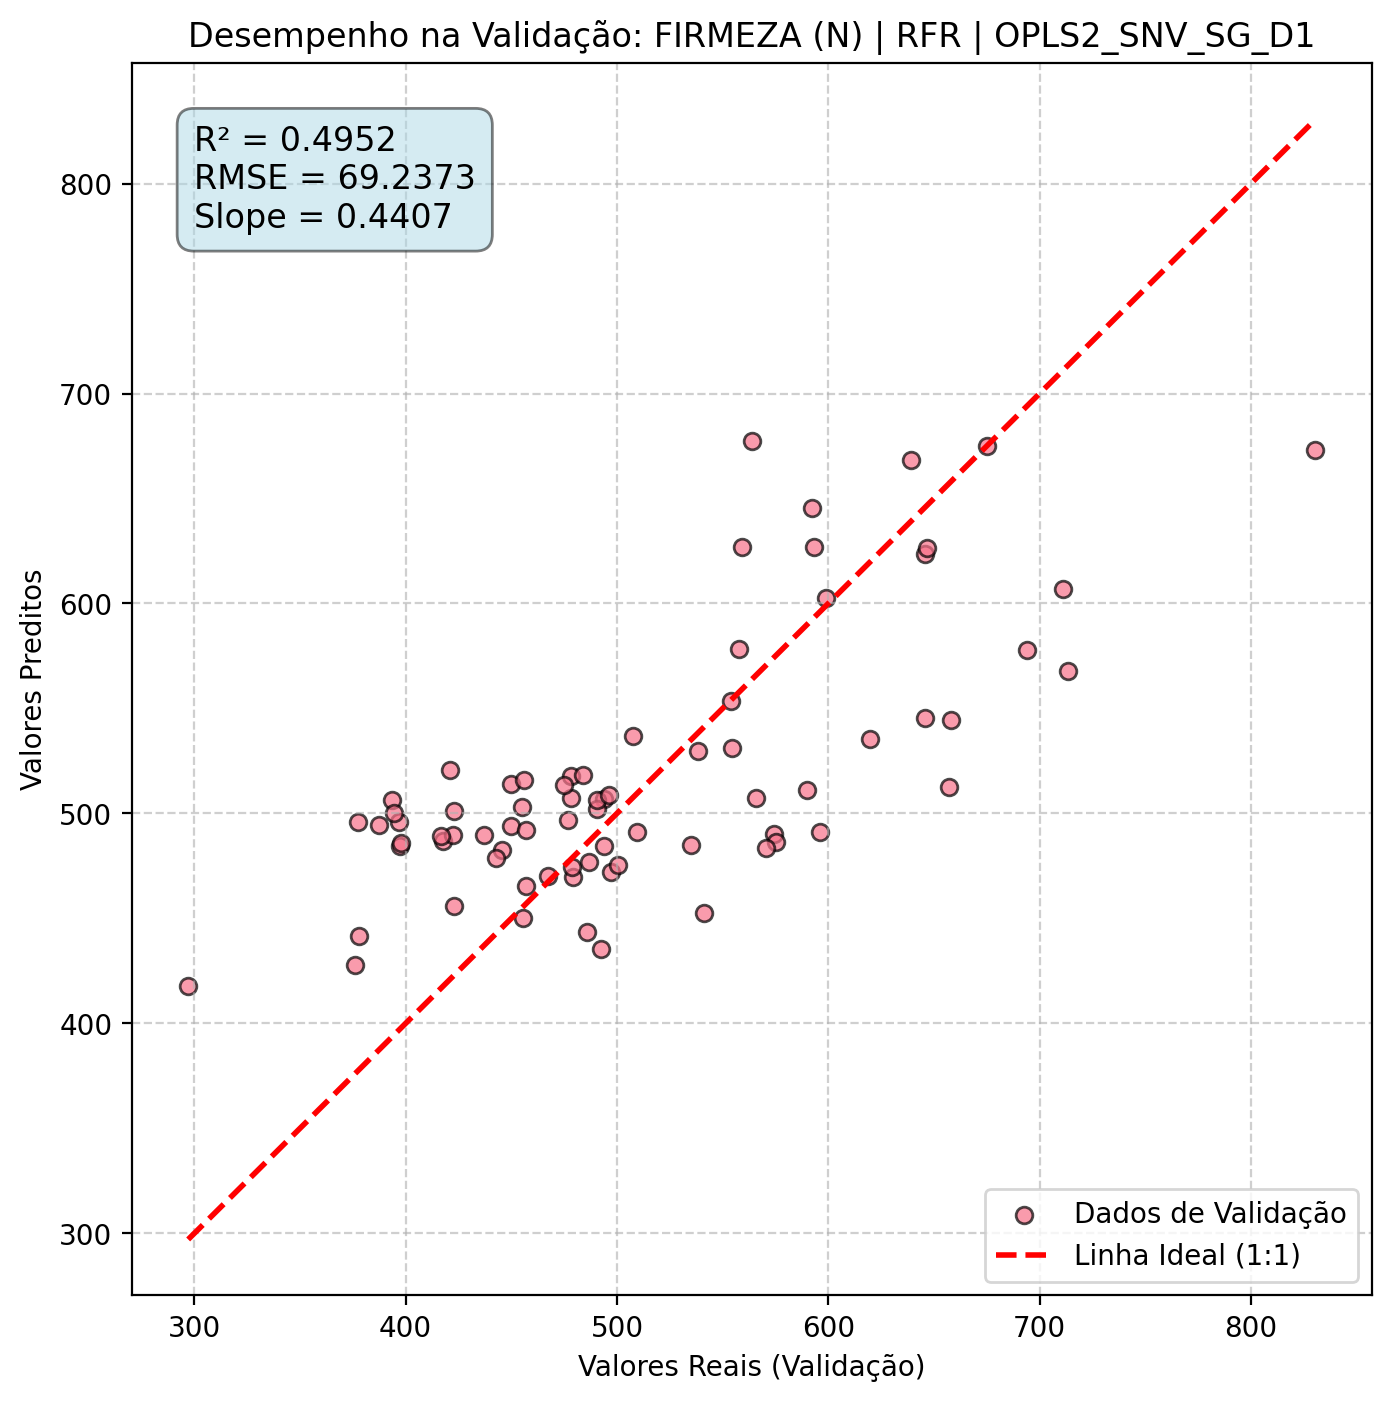 Desempenho na Validação: FIRMEZA (N) | RFR | OPLS2_SNV_SG_D1
R² = 0.4952
RMSE = 69.2373
Slope = 0.4407
Valores Preditos
800
700
600
500
400
300
Dados de Validação
Linha Ideal (1:1)
300 400 500 600 700 800
Valores Reais (Validação)